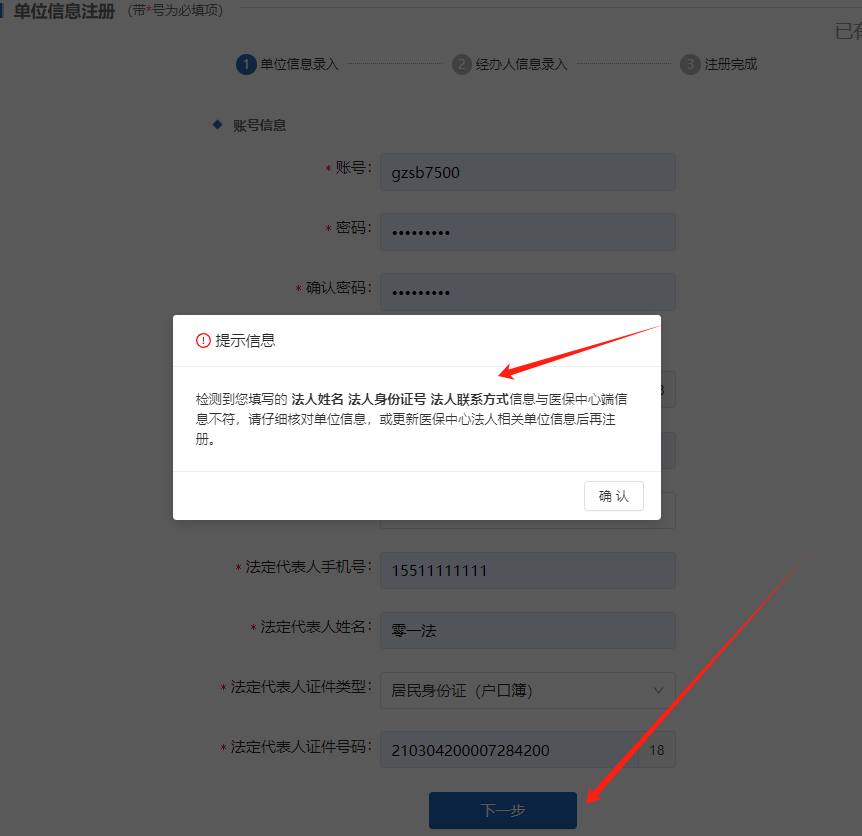 单位信息注册 (带*号为必填项)
已有
1 单位信息录入 2 经办人信息录入 3 注册完成
账号信息
* 账号: gzsb7500
* 密码: •••••••••
* 确认密码: •••••••••
提示信息
检测到您填写的 法人姓名 法人身份证号 法人联系方式信息与医保中心端信
息不符，请仔细核对单位信息，或更新医保中心法人相关单位信息后再注
册。
确 认
* 法定代表人手机号: 15511111111
* 法定代表人姓名: 零一法
* 法定代表人证件类型: 居民身份证（户口簿）
* 法定代表人证件号码: 210304200007284200 18
下一步